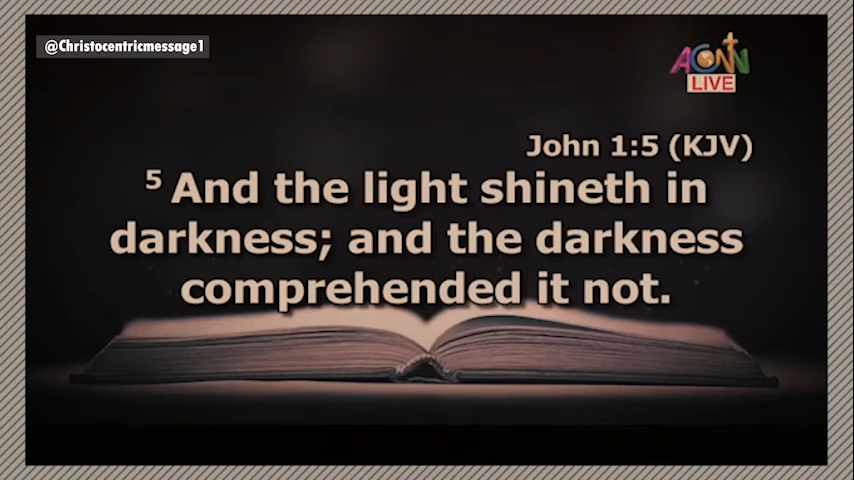 @Christocentricmessage1
ACNN
LIVE
John 1:5 (KJV)
5 And the light shineth in
darkness; and the darkness
comprehended it not.